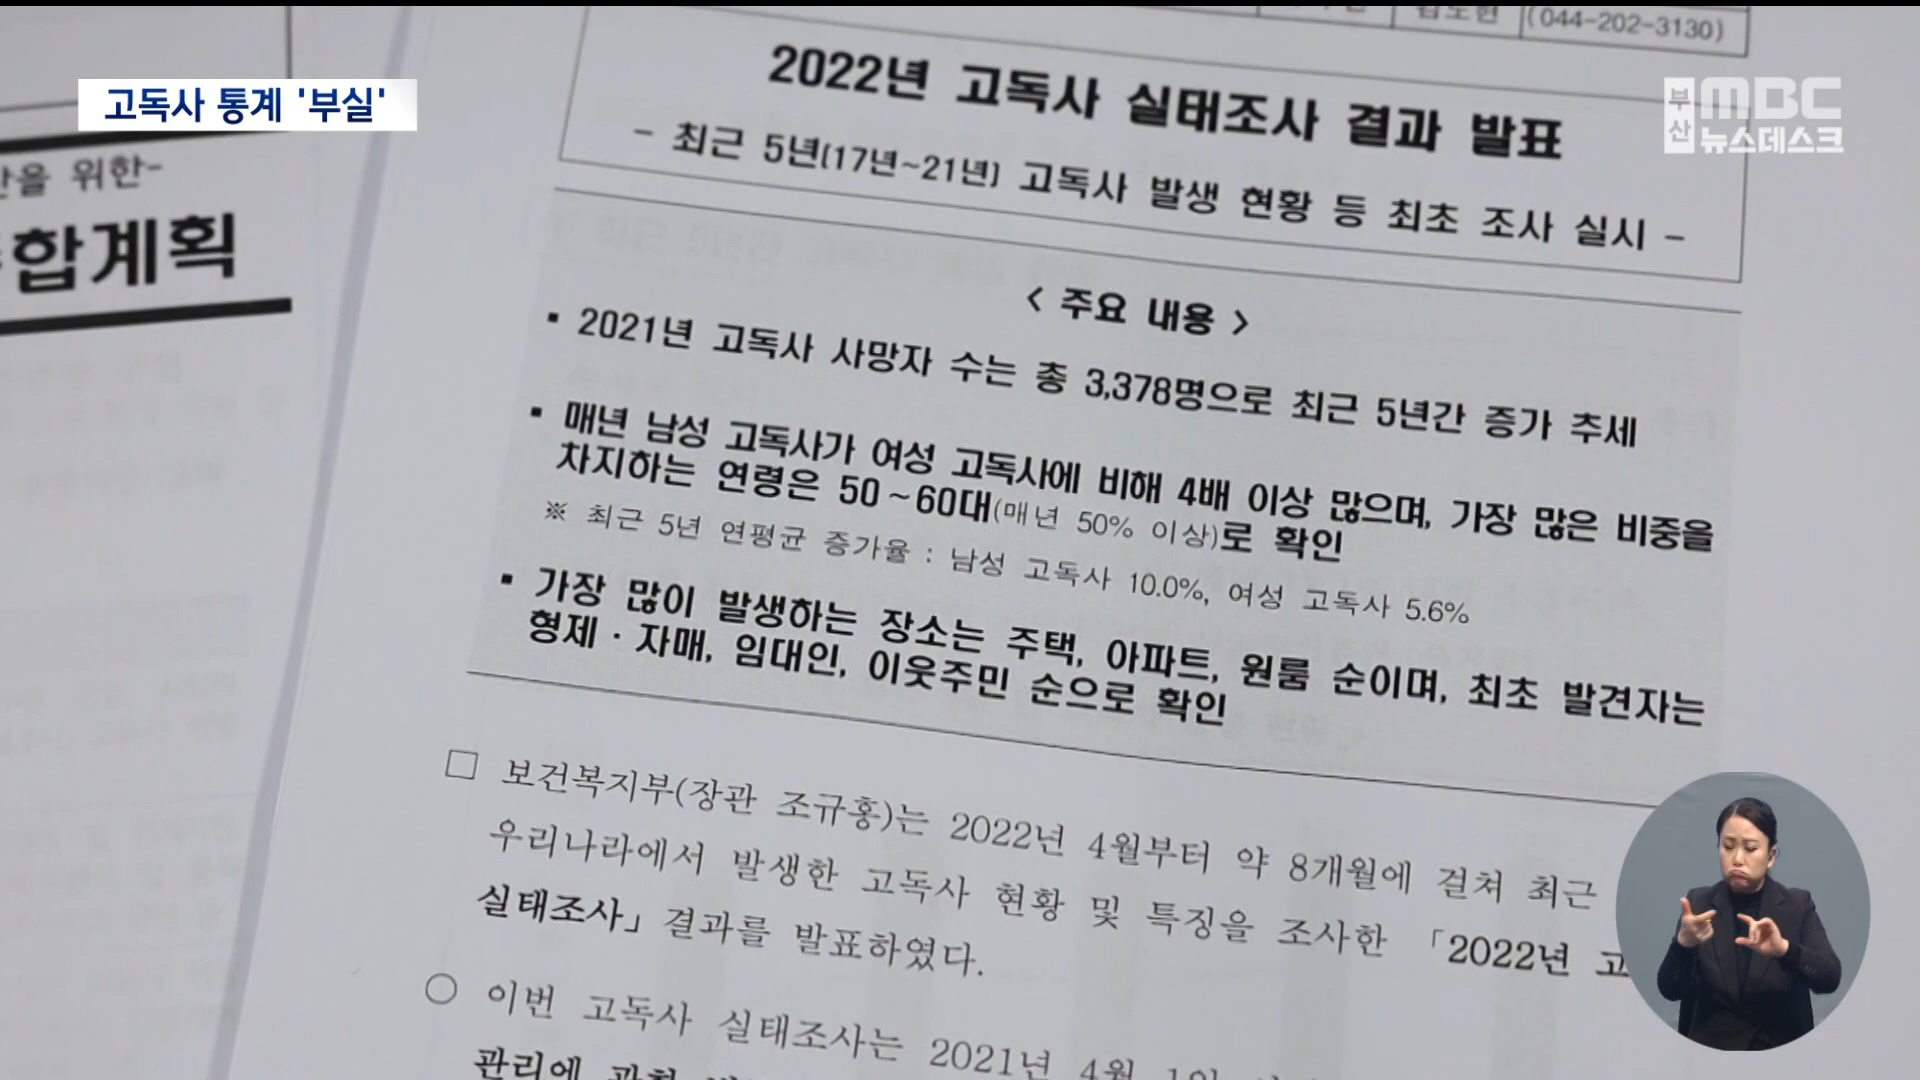 (044-202-3130)
고독사 통계 '부실'
부산 MBC
뉴스데스크
2022년 고독사 실태조사 결과 발표
- 최근 5년(17년~21년) 고독사 발생 현황 등 최초 조사 실시 -
위한-
합계획
< 주요 내용 >
▪ 2021년 고독사 사망자 수는 총 3,378명으로 최근 5년간 증가 추세
▪ 매년 남성 고독사가 여성 고독사에 비해 4배 이상 많으며, 가장 많은 비중을
차지하는 연령은 50~60대(매년 50% 이상)로 확인
※ 최근 5년 연평균 증가율 : 남성 고독사 10.0%, 여성 고독사 5.6%
▪ 가장 많이 발생하는 장소는 주택, 아파트, 원룸 순이며, 최초 발견자는
형제·자매, 임대인, 이웃주민 순으로 확인
□ 보건복지부(장관 조규홍)는 2022년 4월부터 약 8개월에 걸쳐 최근
우리나라에서 발생한 고독사 현황 및 특징을 조사한 「2022년 고
실태조사」 결과를 발표하였다.
○ 이번 고독사 실태조사는 2021년 4월 1일
관리에